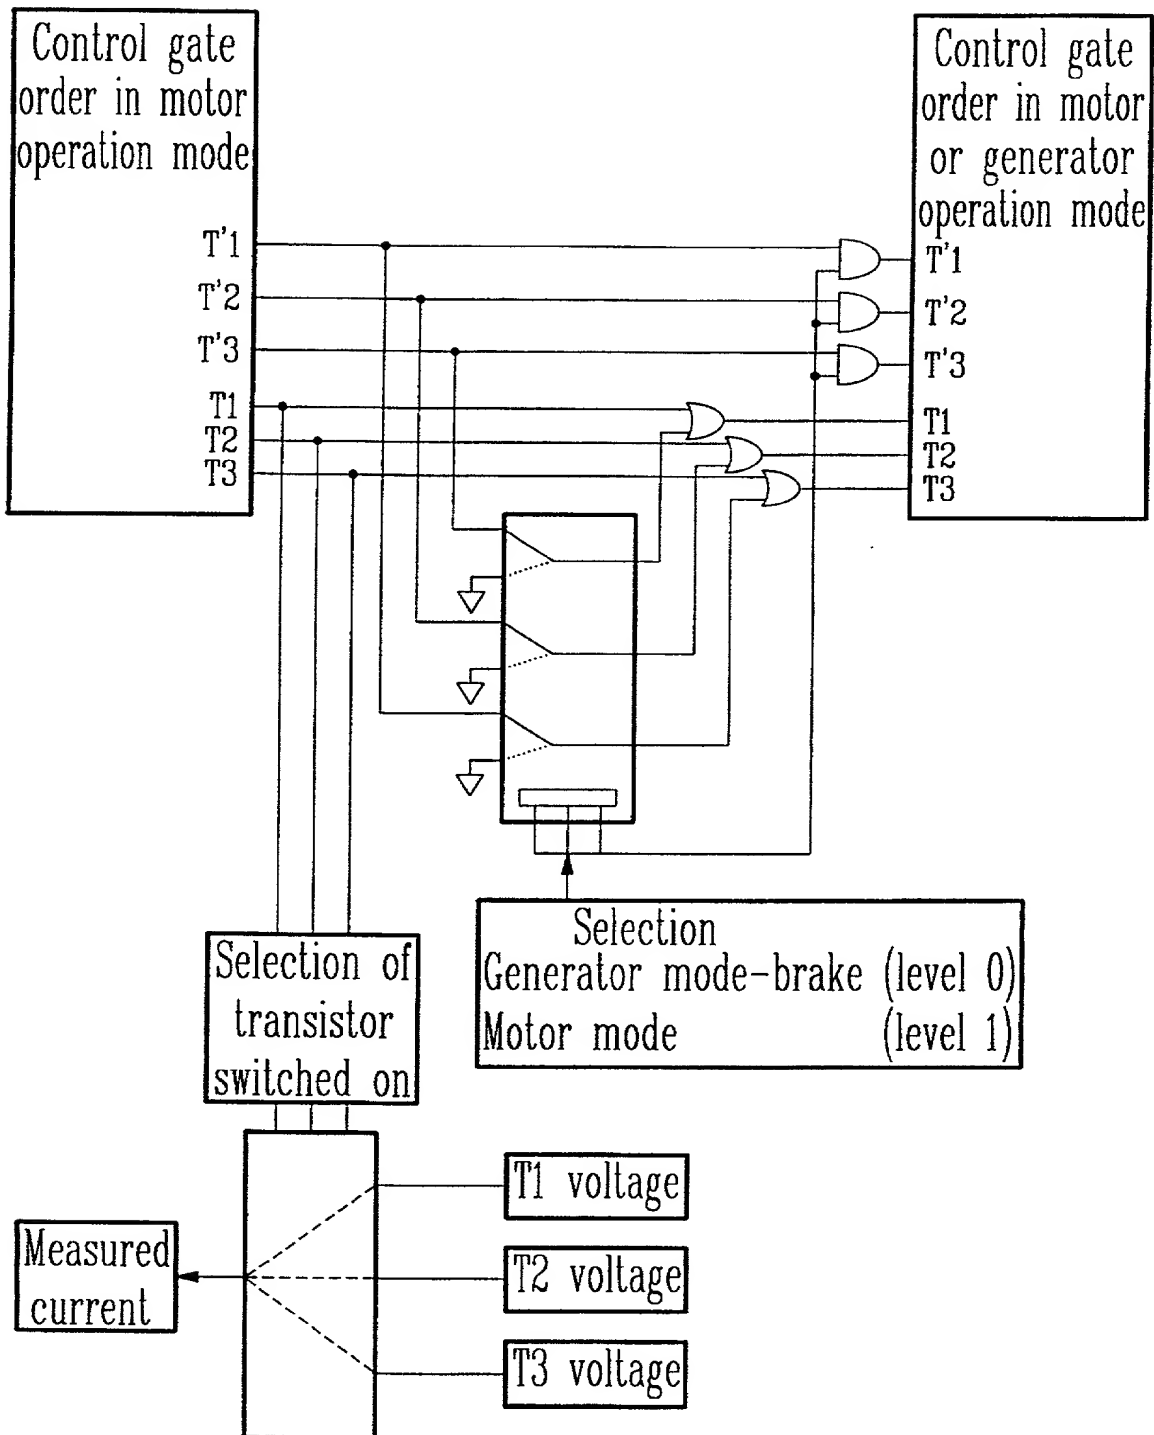 Control gate
order in motor
operation mode
T'1
T'2
T'3
T1
T2
T3
Control gate
order in motor
or generator
operation mode
T'1
T'2
T'3
T1
T2
T3
Selection
Generator mode-brake (level 0)
Motor mode (level 1)
Selection of
transistor
switched on
T1 voltage
T2 voltage
T3 voltage
Measured
current